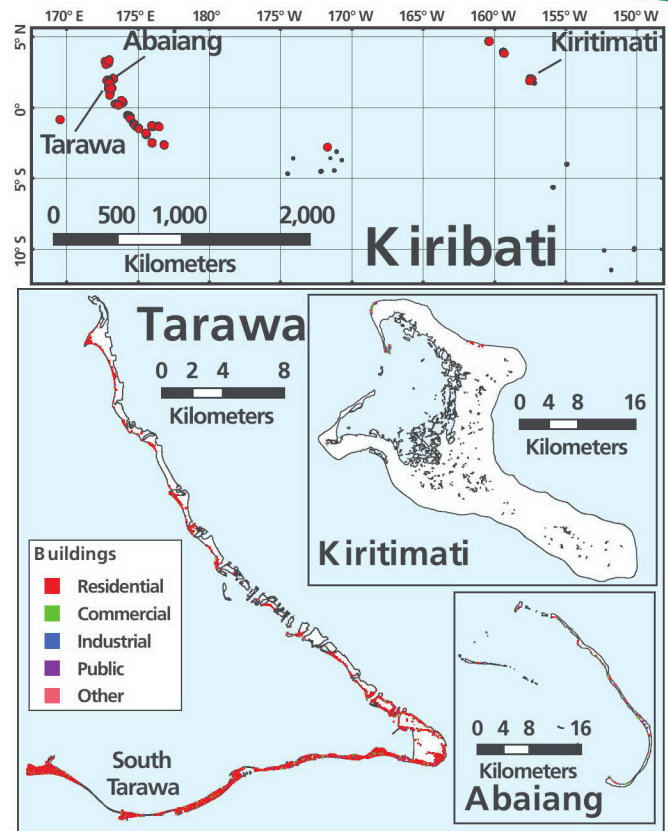 170° E 175° E 180° -175° W -170° W 165° W 160° W 155° W 150° W
5° N
0°
5° S
10° S
Abaiang
Tarawa
Kiritimati
0 500 1,000 2,000
Kilometers
Kiribati
Tarawa
0 2 4 8
Kilometers
0 4 8 16
Kilometers
Kiritimati
Buildings
Residential
Commercial
Industrial
Public
Other
South
Tarawa
0 4 8 16
Kilometers
Abaiang